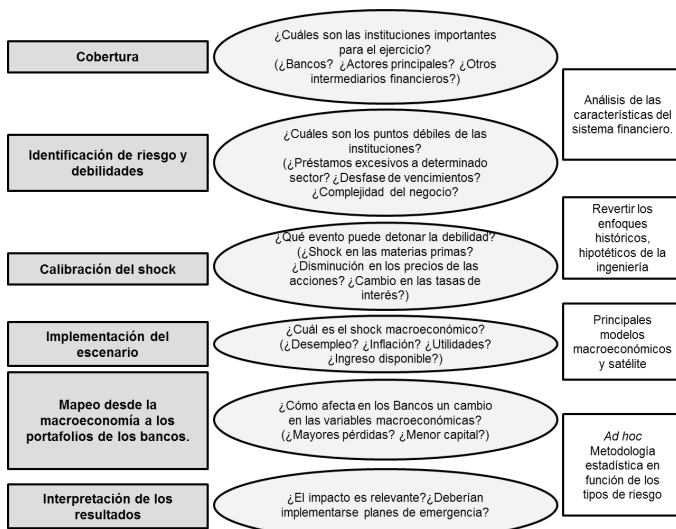 Cobertura
¿Cuáles son las instituciones importantes
para el ejercicio?
(¿Bancos? ¿Actores principales? ¿Otros
intermediarios financieros?)
Análisis de las
características del
sistema financiero.
Identificación de riesgo y
debilidades
¿Cuáles son los puntos débiles de las
instituciones?
(¿Préstamos excesivos a determinado
sector? ¿Desfase de vencimientos?
¿Complejidad del negocio?
Revertir los
enfoques
históricos,
hipotéticos de la
ingeniería
Calibración del shock
¿Qué evento puede detonar la debilidad?
(¿Shock en las materias primas?
¿Disminución en los precios de las
acciones? ¿Cambio en las tasas de
interés?)
Implementación del
escenario
¿Cuál es el shock macroeconómico?
(¿Desempleo? ¿Inflación? ¿Utilidades?
¿Ingreso disponible?)
Principales
modelos
macroeconómicos
y satélite
Mapeo desde la
macroeconomía a los
portafolios de los bancos.
¿Cómo afecta en los Bancos un cambio
en las variables macroeconómicas?
(¿Mayores pérdidas? ¿Menor capital?)
Ad hoc
Metodología
estadística en
función de los
tipos de riesgo
Interpretación de los
resultados
¿El impacto es relevante?¿Deberían
implementarse planes de emergencia?